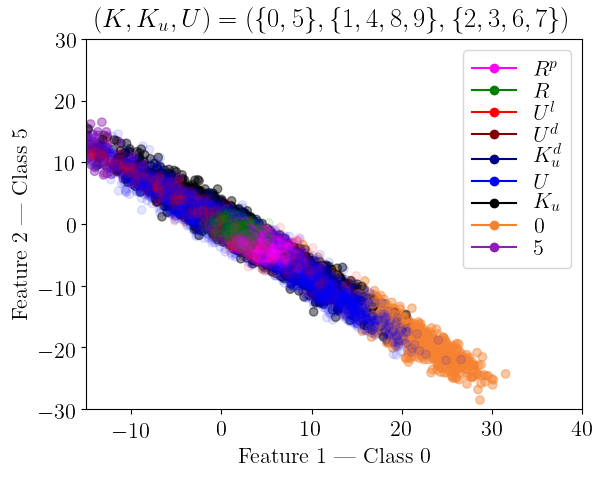 (K, K_u, U) = ({0, 5}, {1, 4, 8, 9}, {2, 3, 6, 7})
30
20
10
0
−10
−20
−30
Feature 2 — Class 5
R^p
R
U^l
U^d
K_u^d
U
K_u
0
5
−10 0 10 20 30 40
Feature 1 — Class 0